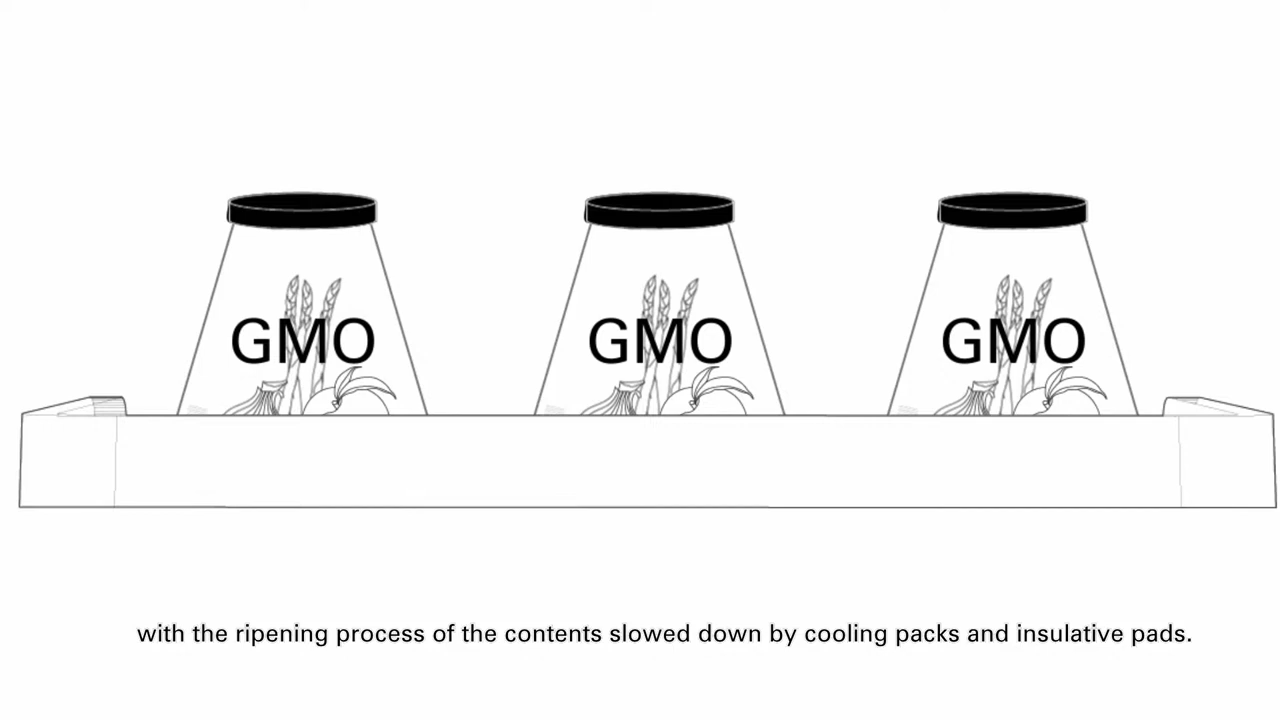 GMO GMO GMO
with the ripening process of the contents slowed down by cooling packs and insulative pads.